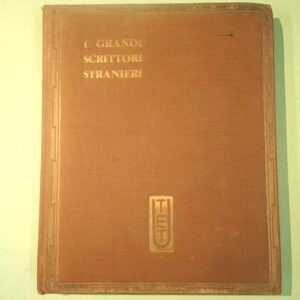 I GRANDI
SCRITTORI
STRANIERI
UTET